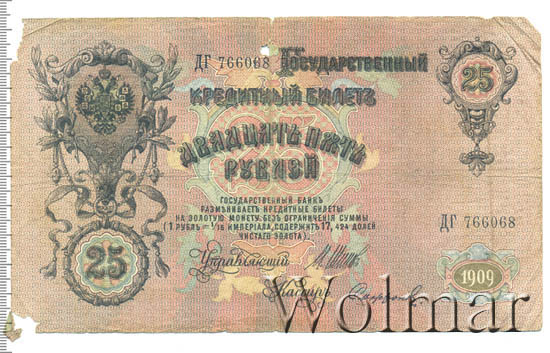 ДГ 766068 ГОСУДАРСТВЕННЫЙ
КРЕДИТНЫЙ БИЛЕТЪ
25
ДВАДЦАТЬ ПЯТЬ
РУБЛЕЙ
25
ГОСУДАРСТВЕННЫЙ БАНКЪ
РАЗМѢНИВАЕТЪ КРЕДИТНЫЕ БИЛЕТЫ
НА ЗОЛОТУЮ МОНЕТУ БЕЗЪ ОГРАНИЧЕНІЯ СУММЫ
(1 РУБЛЬ = 1/15 ИМПЕРІАЛА, СОДЕРЖИТЪ 17, 424 ДОЛЕЙ
ЧИСТАГО ЗОЛОТА)
ДГ 766068
25
Управляющій
Кассиръ
1909
Wolmar